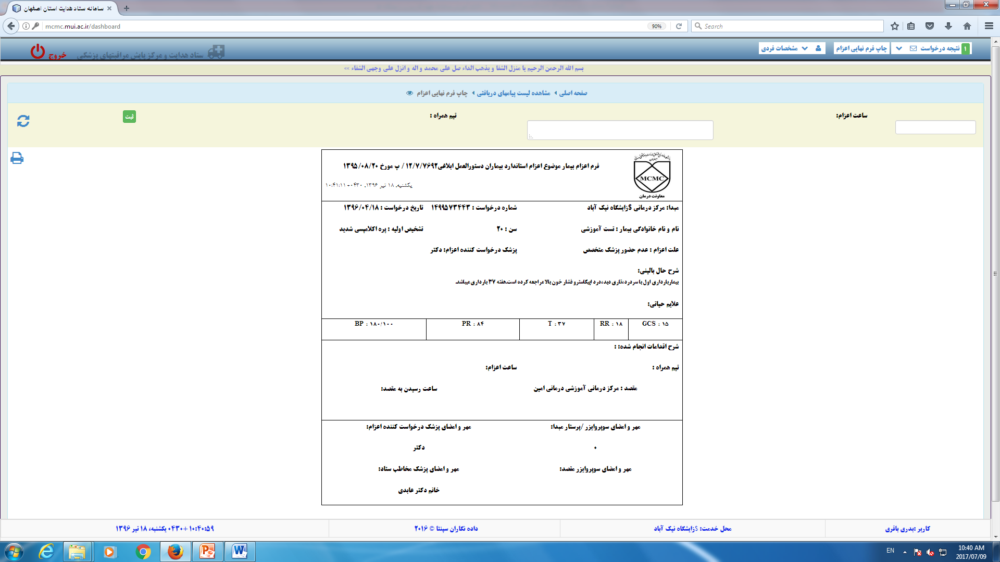 سامانه ستاد هدایت استان اصفهان
mcmc.mui.ac.ir/dashboard
90%
Search
۱ نتیجه درخواست
چاپ فرم نهایی اعزام
مشخصات فردی
ستاد هدایت و مرکز پایش مراقبتهای پزشکی
خروج
بسم الله الرحمن الرحیم یا منزل الشفا و یذهب الداء صل علی محمد و اله و انزل علی وجهی الشفاء »»
صفحه اصلی
مشاهده لیست پیامهای دریافتی
چاپ فرم نهایی اعزام
ساعت اعزام:
تیم همراه :
ثبت
فرم اعزام بیمار موضوع اعزام استاندارد بیماران دستورالعمل ابلاغی۱۲/۷/۷۶۹۲ / پ مورخ ۱۳۹۵/۰۸/۲۰
یکشنبه, ۱۸ تیر ۱۳۹۶, ۰۴۳۰+ ۱۰:۴۱:۱۱
MCMC
معاونت درمان
مبدا: مرکز درمانی $زایشگاه نیک آباد
شماره درخواست : ۱۴۹۹۵۷۳۴۴۳
تاریخ درخواست : ۱۳۹۶/۰۴/۱۸
نام و نام خانوادگی بیمار : تست آموزشی
سن : ۲۰
تشخیص اولیه : پره اکلامپسی شدید
علت اعزام : عدم حضور پزشک متخصص
پزشک درخواست کننده اعزام: دکتر
شرح حال بالینی:
بیماربارداری اول با سردرد،تاری دید،درد اپیگاسترو فشار خون بالا مراجعه کرده است.هفته ۳۷ بارداری میباشد.
علایم حیاتی:
GCS : ۱۵
RR : ۱۸
T : ۳۷
PR : ۸۴
BP : ۱۸۰/۱۰۰
شرح اقدامات انجام شده: :
تیم همراه :
ساعت اعزام:
مقصد : مرکز درمانی آموزشی درمانی امین
ساعت رسیدن به مقصد:
مهر و امضای سوپروایزر /پرستار مبدا:
مهر و امضای پزشک درخواست کننده اعزام:
۰
دکتر
مهر و امضای سوپروایزر مقصد:
مهر و امضای پزشک مخاطب ستاد:
خانم دکتر عابدی
کاربر :بدری باقری
محل خدمت: $زایشگاه نیک آباد
داده نگاران سپنتا © ۲۰۱۶
۱۰:۴۰:۵۹ +۰۴۳۰ یکشنبه، ۱۸ تیر ۱۳۹۶
EN
10:40 AM
2017/07/09